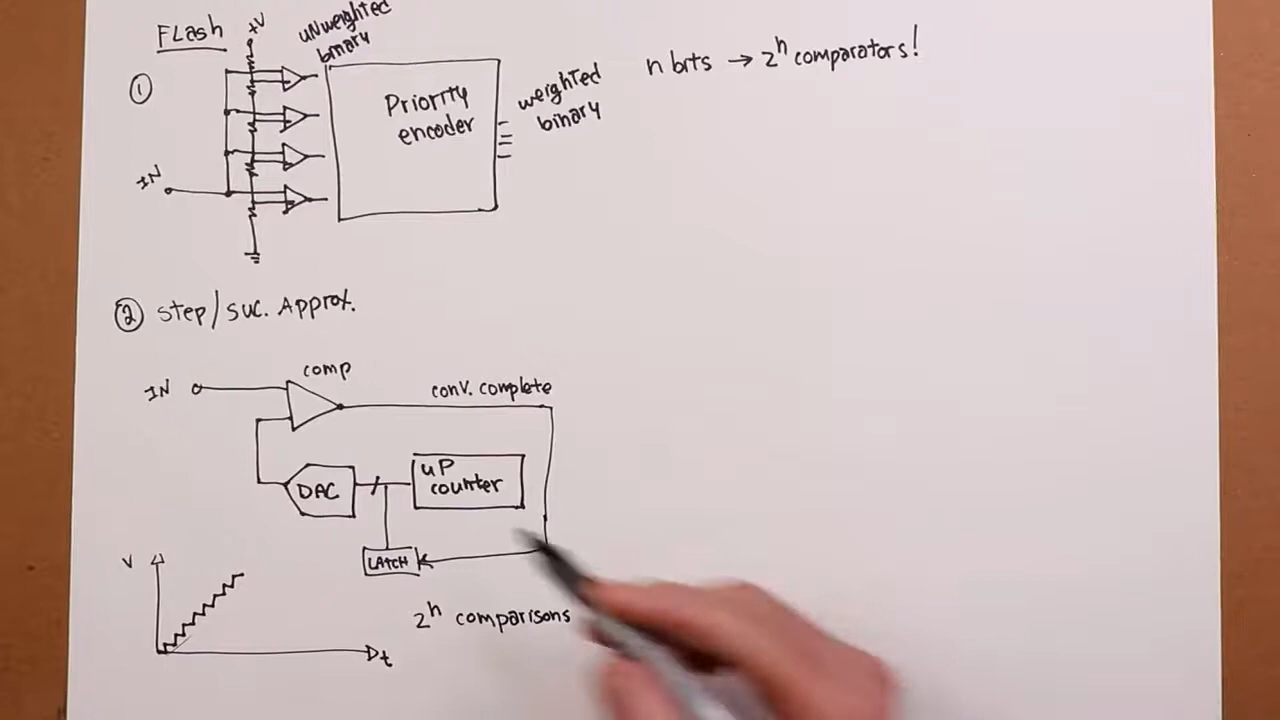 FLash
+V
uNweighted
binary
①
IN
Priority
encoder
weighted
binary
n bits → 2ⁿ comparators!
② step/suc. Approx.
IN
comp
conv. complete
DAC
uP
counter
LATCH
V
t
2ⁿ comparisons